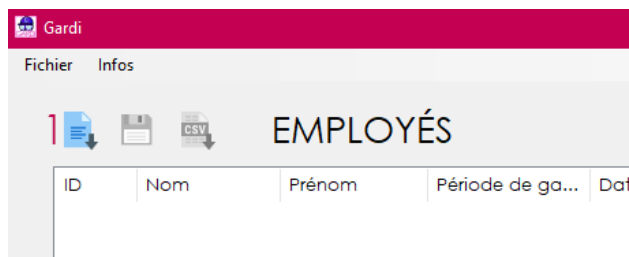 Gardi
Fichier Infos
1 CSV EMPLOYÉS
ID Nom Prénom Période de ga... Dat